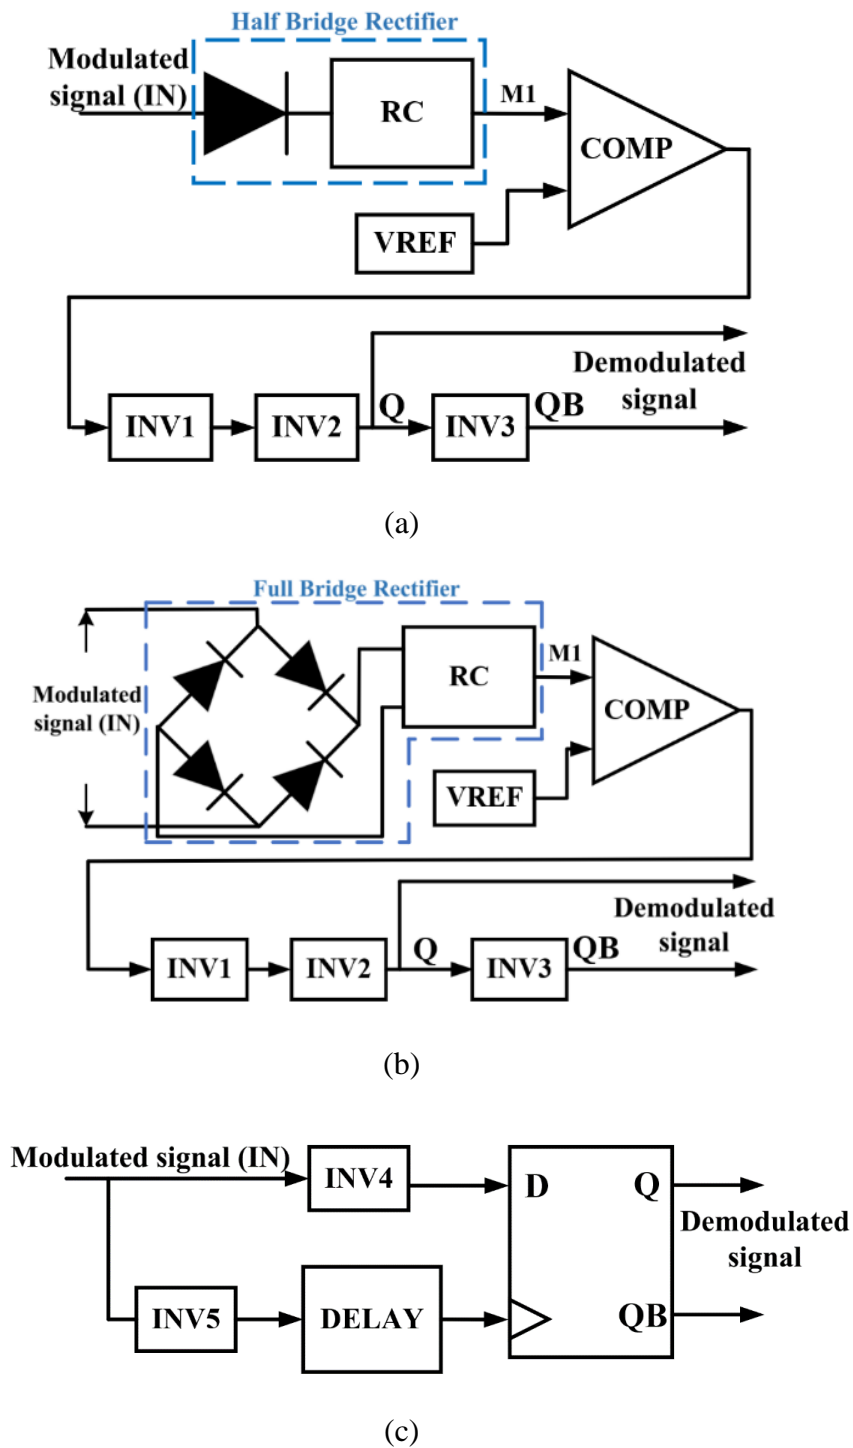 Half Bridge Rectifier
Modulated
signal (IN)
RC
M1
COMP
VREF
Demodulated
signal
INV1
INV2
Q
INV3
QB
(a)
Full Bridge Rectifier
Modulated
signal (IN)
RC
M1
COMP
VREF
Demodulated
signal
INV1
INV2
Q
INV3
QB
(b)
Modulated signal (IN)
INV4
D
Q
Demodulated
signal
INV5
DELAY
QB
(c)